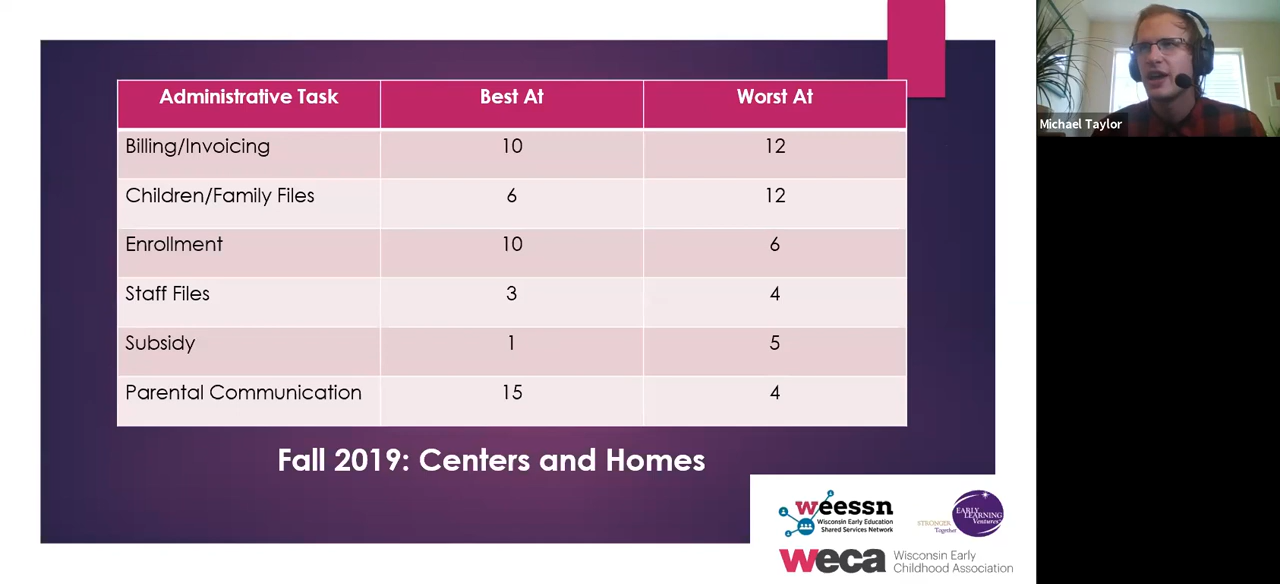 Administrative Task Best At Worst At
Billing/Invoicing 10 12
Children/Family Files 6 12
Enrollment 10 6
Staff Files 3 4
Subsidy 1 5
Parental Communication 15 4
Fall 2019: Centers and Homes
weessn
Wisconsin Early Education
Shared Services Network
STRONGER
Together
EARLY
LEARNING
Ventures
weca
Wisconsin Early
Childhood Association
Michael Taylor